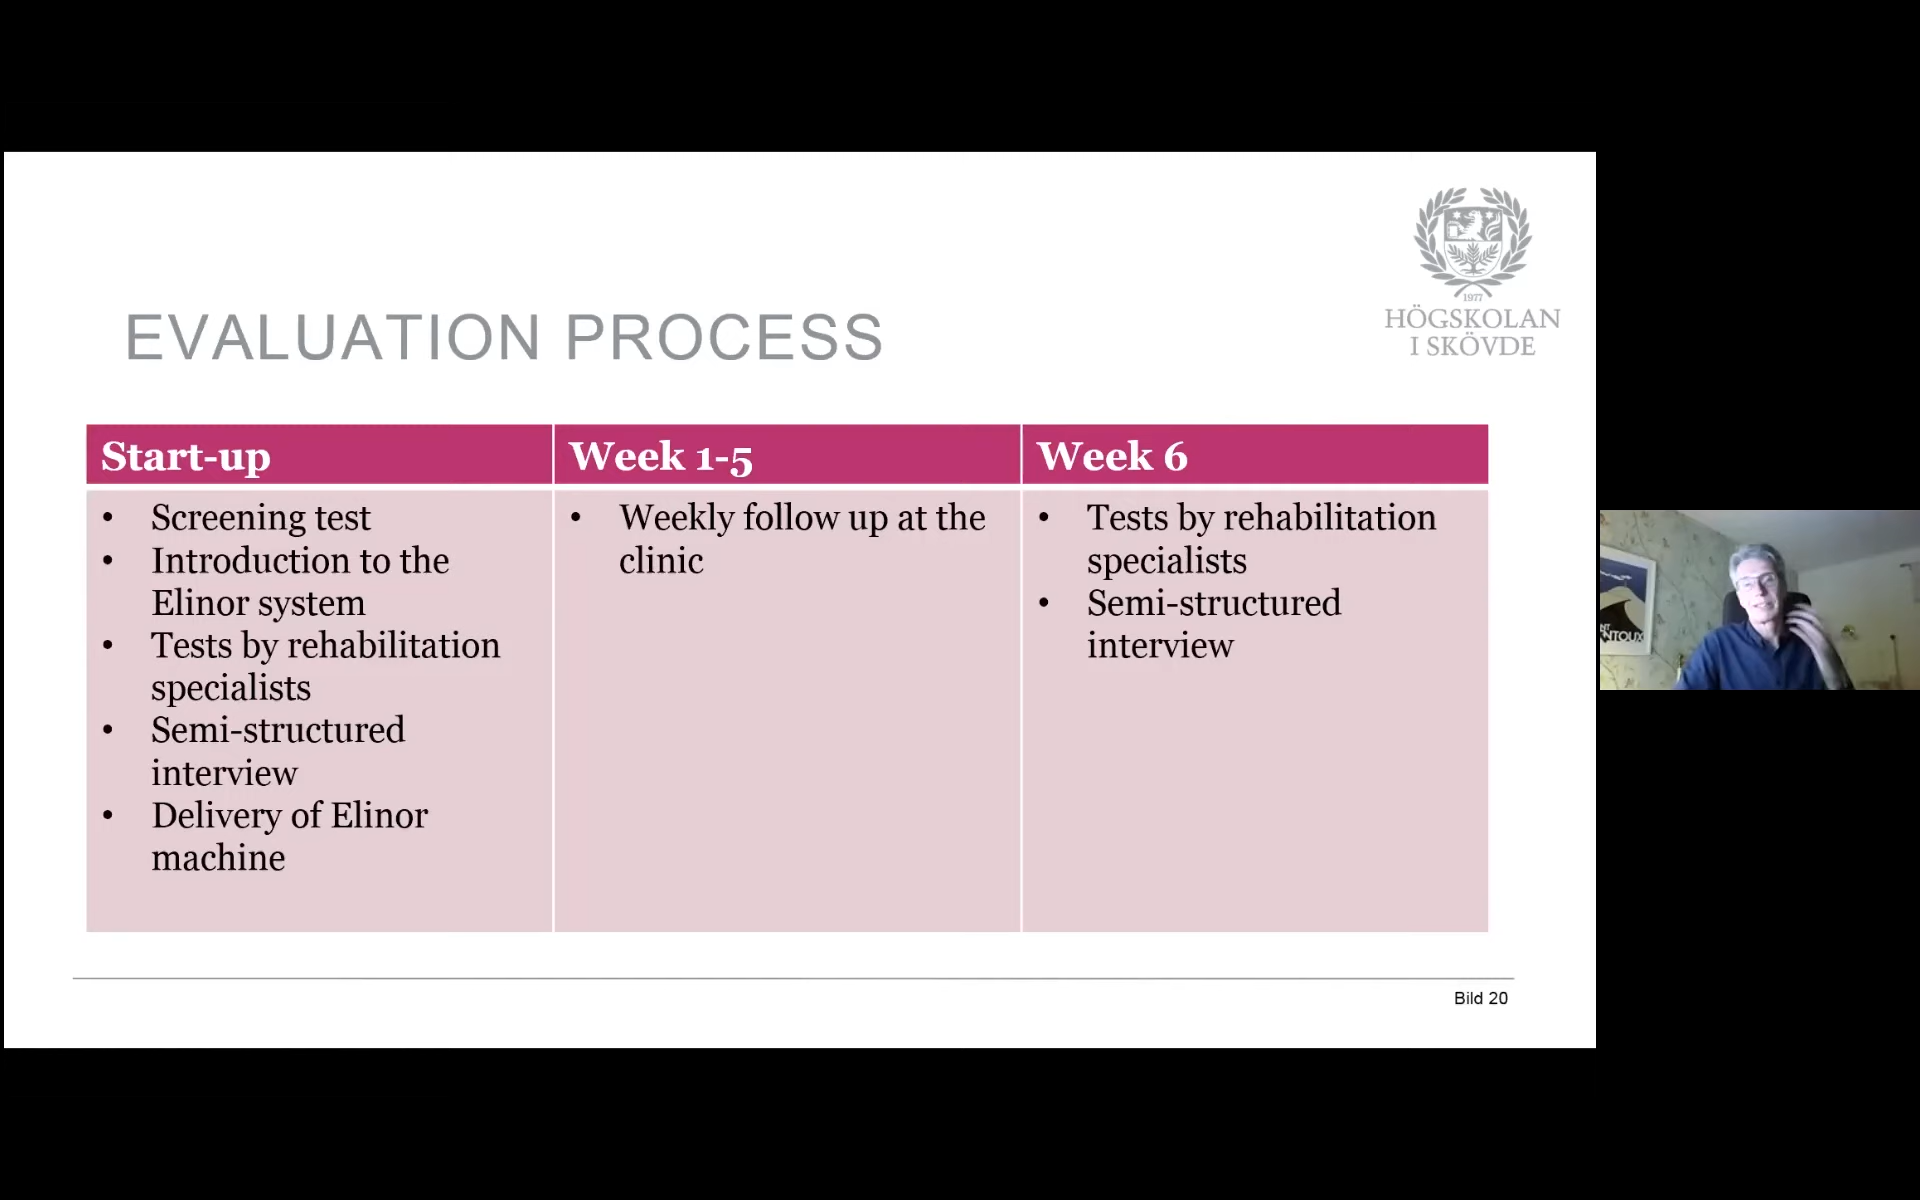 1977
HÖGSKOLAN
I SKÖVDE
EVALUATION PROCESS
Start-up
• Screening test
• Introduction to the
Elinor system
• Tests by rehabilitation
specialists
• Semi-structured
interview
• Delivery of Elinor
machine
Week 1-5
• Weekly follow up at the
clinic
Week 6
• Tests by rehabilitation
specialists
• Semi-structured
interview
Bild 20